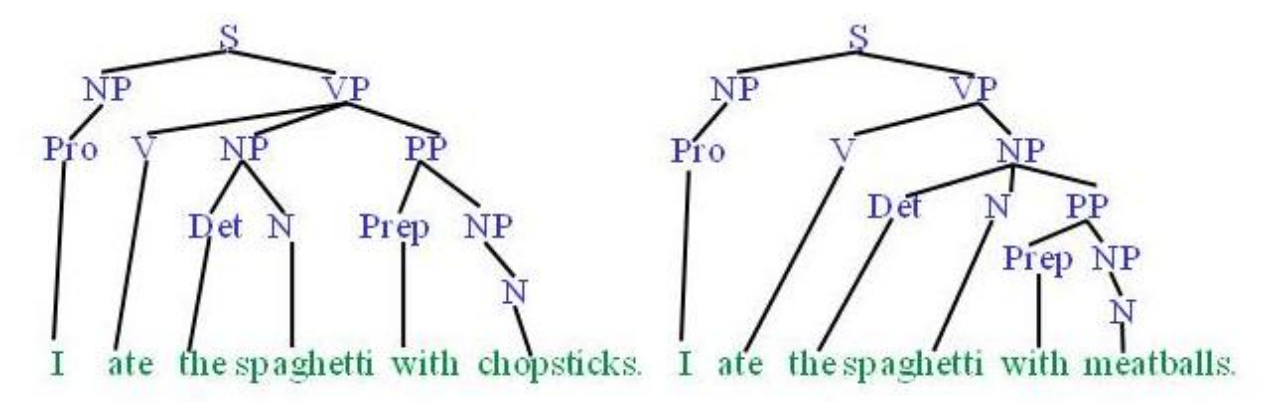 S S
NP VP NP VP
Pro V NP PP Pro V NP
Det N Prep NP Det N PP
Prep NP
N N
I ate the spaghetti with chopsticks. I ate the spaghetti with meatballs.